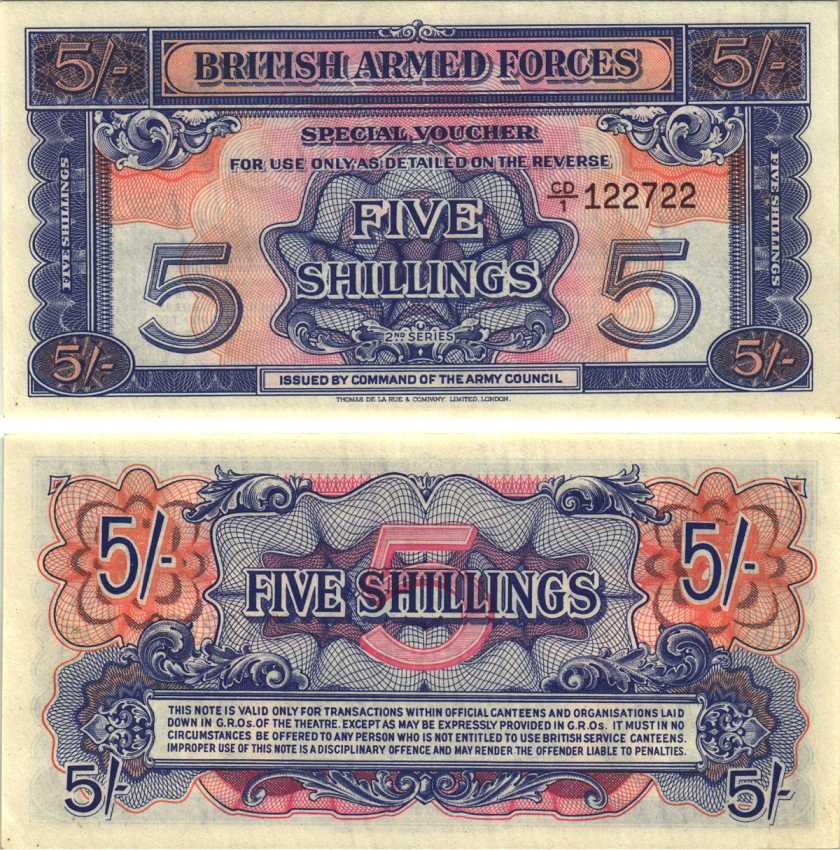 5/-
BRITISH ARMED FORCES
5/-
SPECIAL VOUCHER
FOR USE ONLY AS DETAILED ON THE REVERSE
CD/1 122722
FIVE SHILLINGS
FIVE SHILLINGS
5
FIVE
SHILLINGS
5
2ND SERIES
5/-
ISSUED BY COMMAND OF THE ARMY COUNCIL
5/-
THOMAS DE LA RUE & COMPANY, LIMITED, LONDON.
5/-
5
5/-
FIVE SHILLINGS
THIS NOTE IS VALID ONLY FOR TRANSACTIONS WITHIN OFFICIAL CANTEENS AND ORGANISATIONS LAID
DOWN IN G.R.Os. OF THE THEATRE. EXCEPT AS MAY BE EXPRESSLY PROVIDED IN G.R.Os. IT MUST IN NO
CIRCUMSTANCES BE OFFERED TO ANY PERSON WHO IS NOT ENTITLED TO USE BRITISH SERVICE CANTEENS.
IMPROPER USE OF THIS NOTE IS A DISCIPLINARY OFFENCE AND MAY RENDER THE OFFENDER LIABLE TO PENALTIES.
5/-
5/-